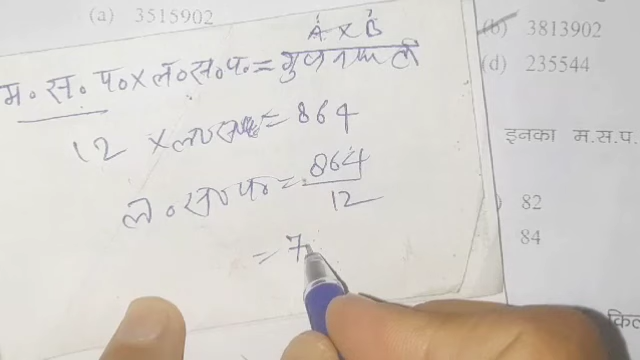 (a) 3515902
(b) 3813902
(d) 235544
A × B
म॰स॰प॰ × ल॰स॰प॰ = गुणनफल
12 × ल॰स॰प॰ = 864
ल॰स॰प॰ = 864
12
= 7
इनका म.स.प.
82
84